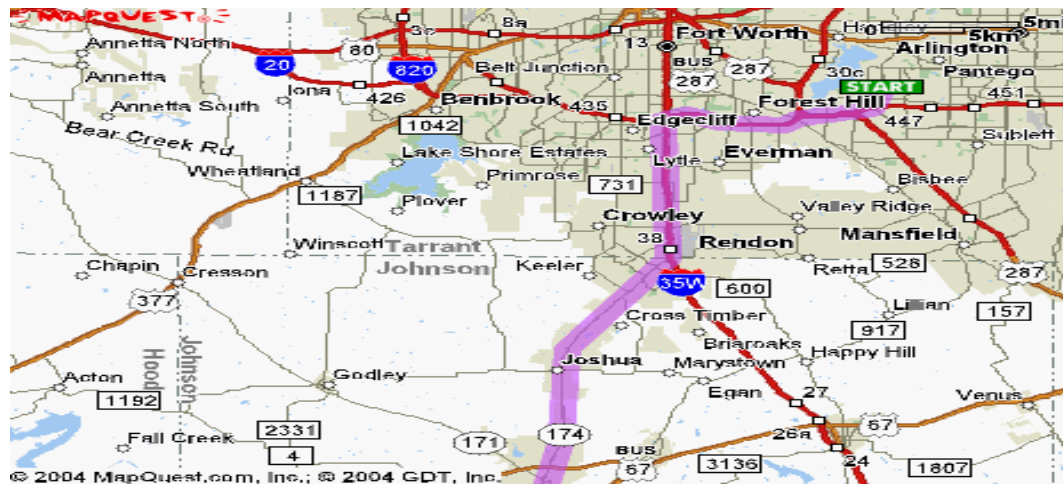 MAPQUEST
Annetta North
80
3c
8a
13
Fort Worth
Arlington
5m
5km
20
820
Belt Junction
BUS
287
287
30c
Pantego
Annetta
Iona
426
Benbrook
435
START
451
Annetta South
Forest Hill
447
Bear Creek Rd
1042
Edgecliff
Sublett
Lake Shore Estates
Lytle
Everman
Wheatland
1187
Primrose
731
Bisbee
Plover
Crowley
Valley Ridge
Winscott
Tarrant
38
Rendon
Mansfield
Johnson
Chapin
Cresson
Keeler
Retta
528
287
377
35W
600
Lillian
157
Cross Timber
917
Briaroaks
Happy Hill
Joshua
Marystown
Hood
Johnson
Acton
Godley
Egan
27
Venus
1192
67
Fall Creek
2331
171
174
26a
4
BUS
67
3136
24
1807
© 2004 MapQuest.com, Inc.; © 2004 GDT, Inc.